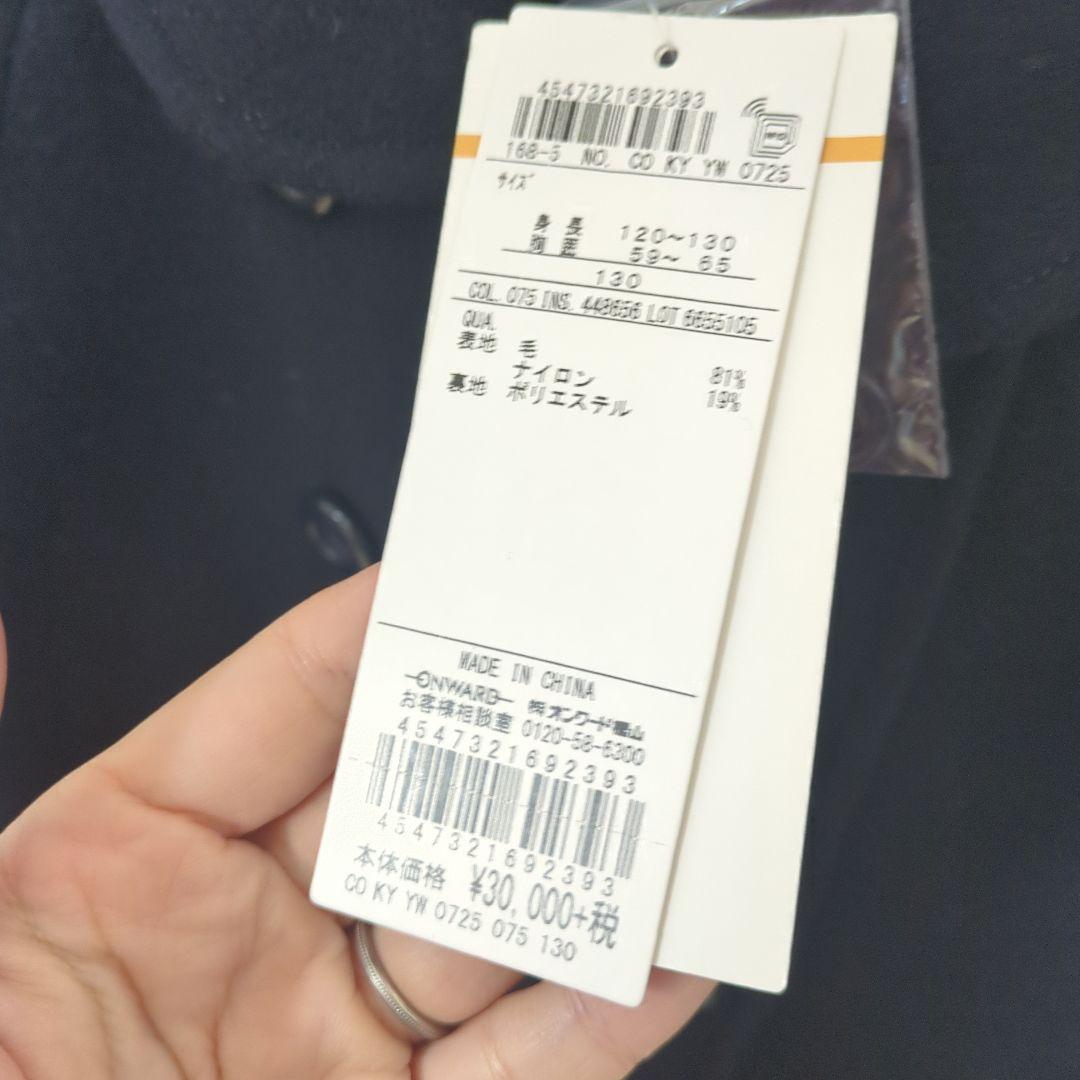 4547321692393
168-5 NO. CO KY YW 0725
サイズ
身長 120～130
胸囲 59～ 65
130
COL. 075 INS. 448656 LOT 6655105
QUA.
表地 毛 81%
ナイロン 19%
裏地 ポリエステル
MADE IN CHINA
ONWARD ㈱オンワード樫山
お客様相談室 0120-58-6300
4547321692393
4547321692393
本体価格 ¥30,000+税
CO KY YW 0725 075 130